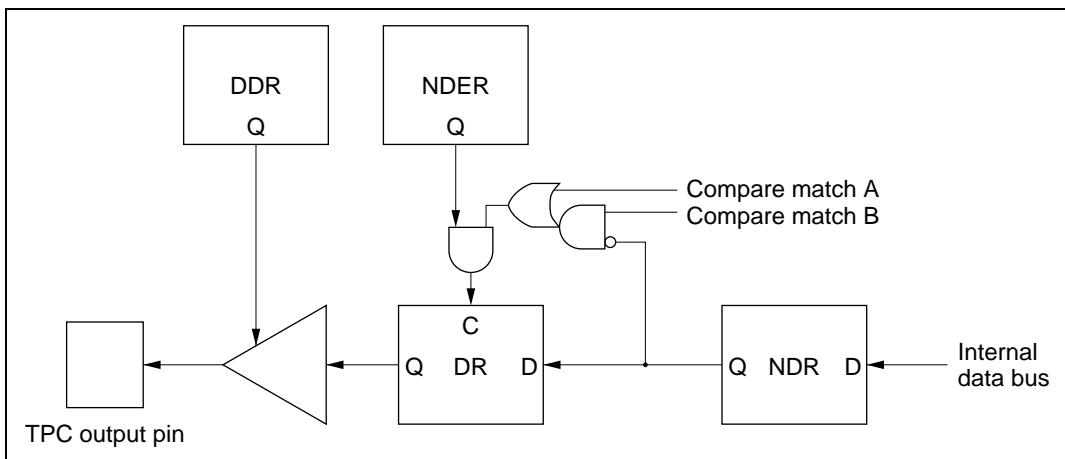 DDR
Q
NDER
Q
Compare match A
Compare match B
C
Q DR D
Q NDR D
Internal
data bus
TPC output pin